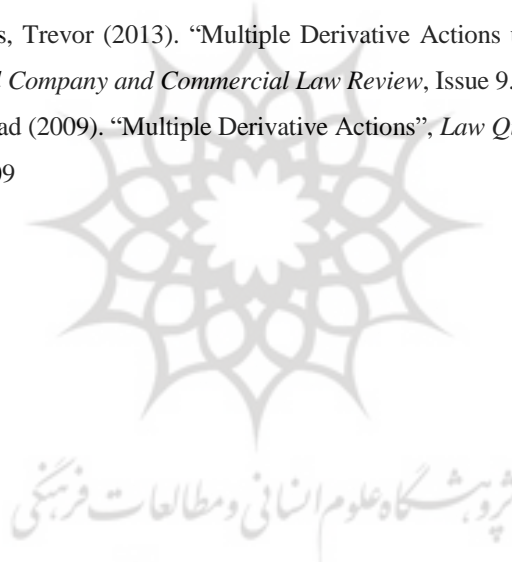 s, Trevor (2013). “Multiple Derivative Actions
l Company and Commercial Law Review, Issue 9.
ad (2009). “Multiple Derivative Actions”, Law Q
09
پژوهشگاه علوم انسانی و مطالعات فرهنگی